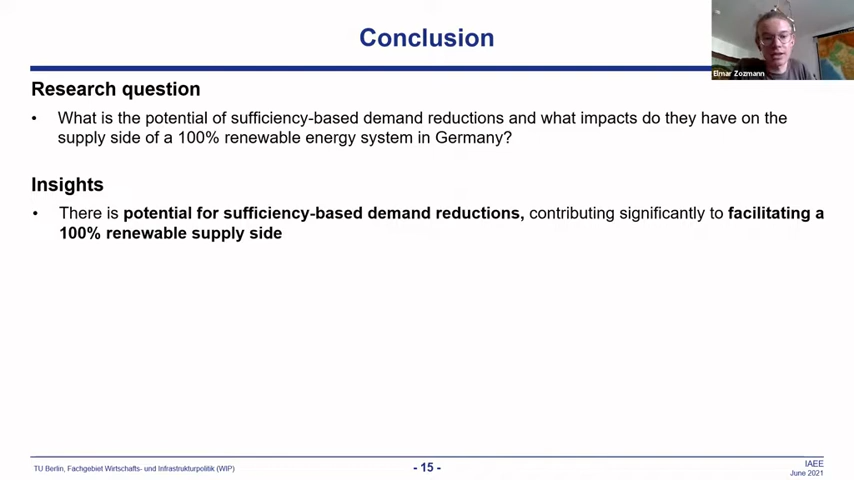 Conclusion
Elmar Zozmann
Research question
• What is the potential of sufficiency-based demand reductions and what impacts do they have on the
supply side of a 100% renewable energy system in Germany?
Insights
• There is potential for sufficiency-based demand reductions, contributing significantly to facilitating a
100% renewable supply side
TU Berlin, Fachgebiet Wirtschafts- und Infrastrukturpolitik (WIP)
- 15 -
IAEE
June 2021